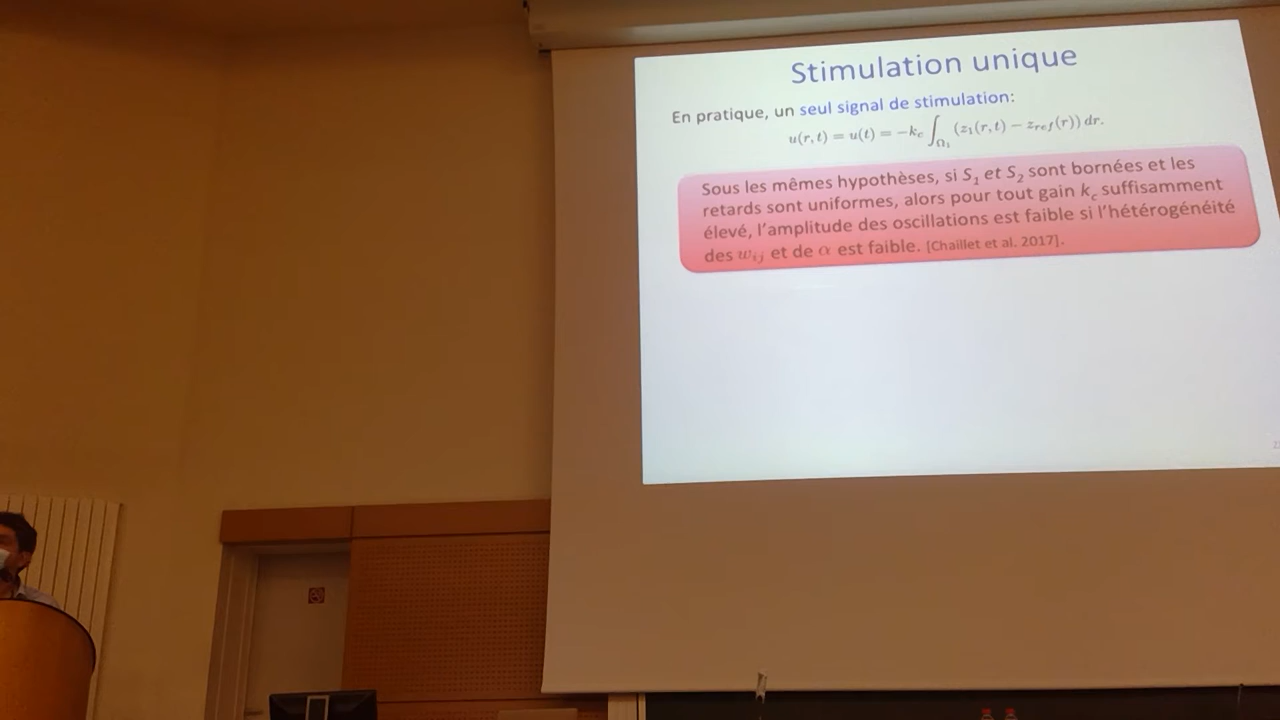 Stimulation unique
En pratique, un seul signal de stimulation:
u(r, t) = u(t) = −k_c ∫_{Ω_1} (z_1(r, t) − z_{ref}(r)) dr.
Sous les mêmes hypothèses, si S_1 et S_2 sont bornées et les
retards sont uniformes, alors pour tout gain k_c suffisamment
élevé, l'amplitude des oscillations est faible si l'hétérogénéité
des w_{ij} et de α est faible. [Chaillet et al. 2017].